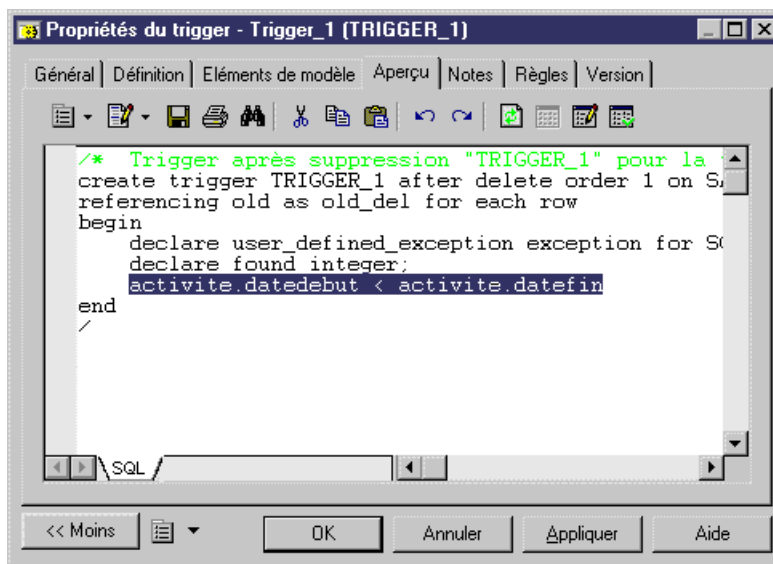 Propriétés du trigger - Trigger_1 (TRIGGER_1)
Général Définition Eléments de modèle Aperçu Notes Règles Version
/* Trigger après suppression "TRIGGER_1" pour la
create trigger TRIGGER_1 after delete order 1 on
referencing old as old_del for each row
begin
declare user_defined_exception exception for
declare found integer;
activite.datedebut < activite.datefin
end
/
SQL
<< Moins OK Annuler Appliquer Aide